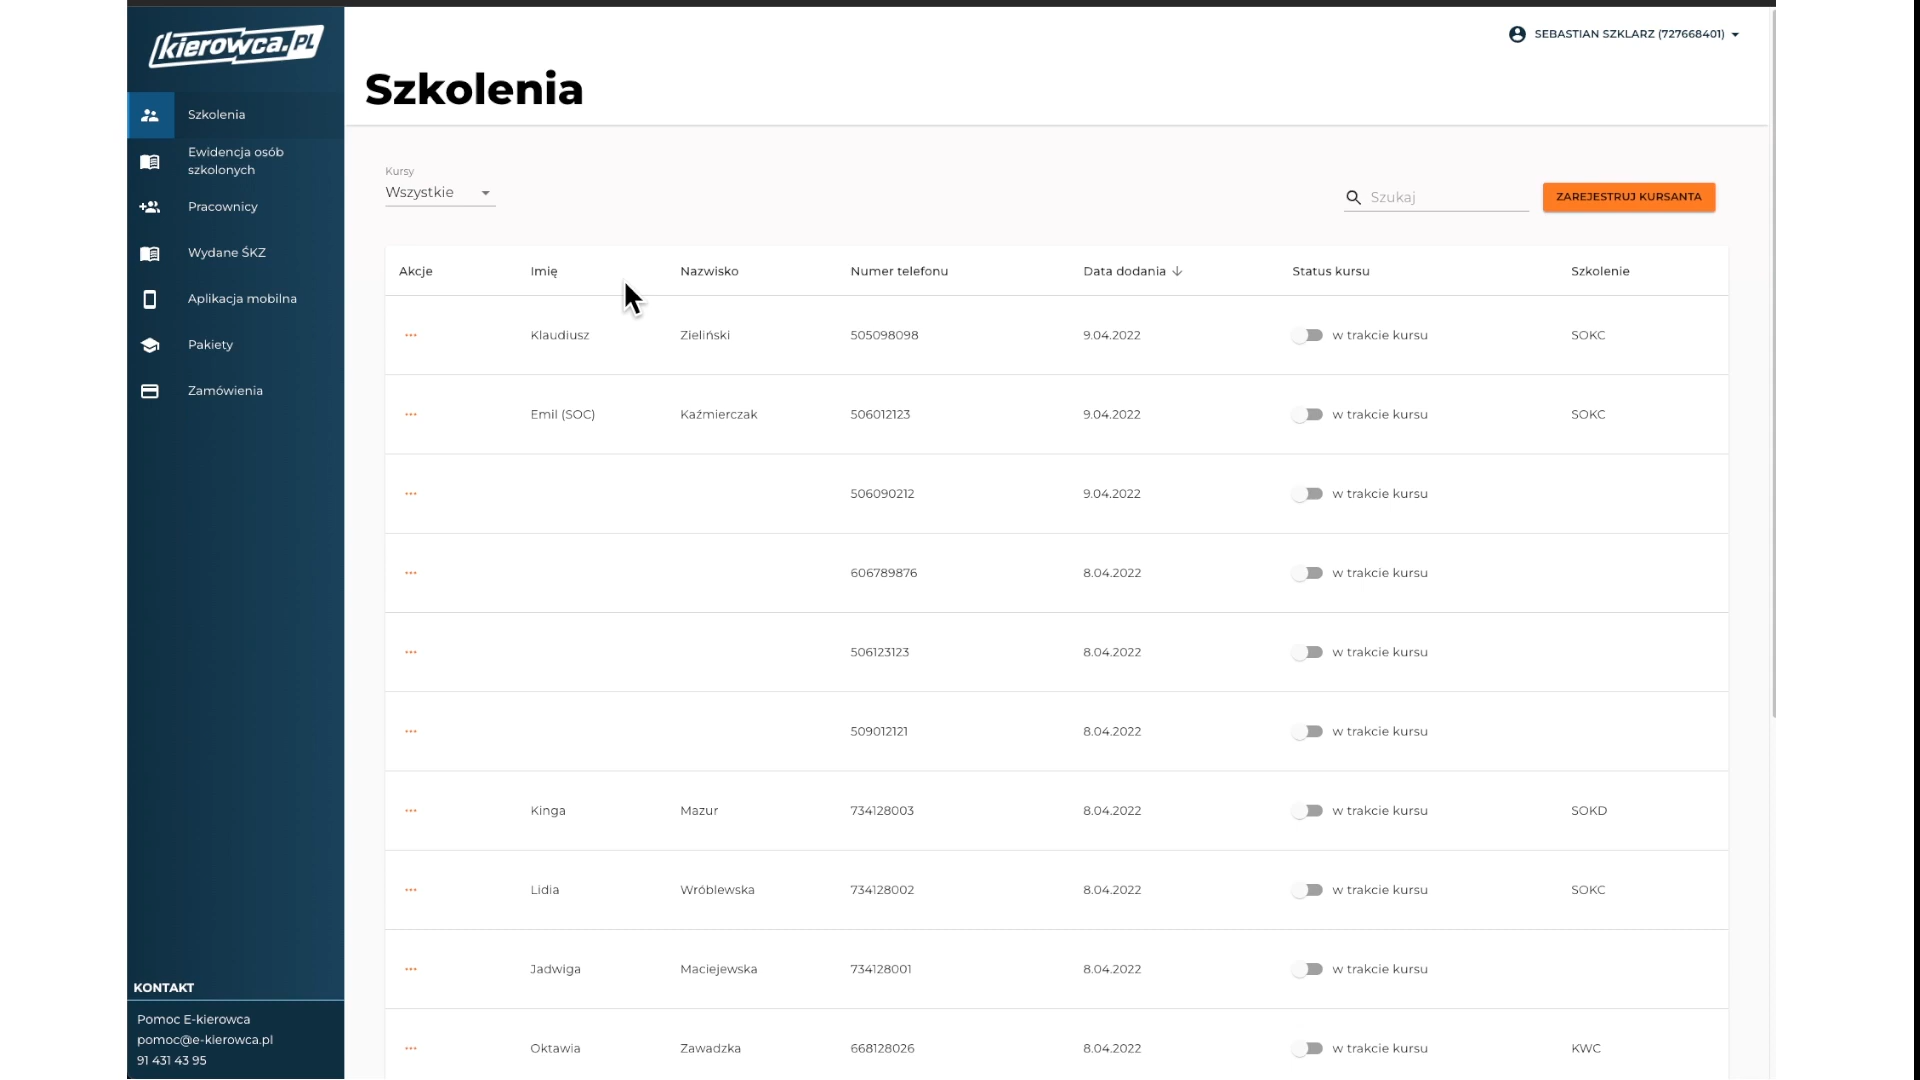 kierowca.PL
SEBASTIAN SZKLARZ (727668401)
Szkolenia
Szkolenia
Ewidencja osób
szkolonych
Pracownicy
Wydane ŚKZ
Aplikacja mobilna
Pakiety
Zamówienia
KONTAKT
Pomoc E-kierowca
pomoc@e-kierowca.pl
91 431 43 95
Kursy
Wszystkie
Szukaj
ZAREJESTRUJ KURSANTA
Akcje Imię Nazwisko Numer telefonu Data dodania Status kursu Szkolenie
Klaudiusz Zieliński 505098098 9.04.2022 w trakcie kursu SOKC
Emil (SOC) Kaźmierczak 506012123 9.04.2022 w trakcie kursu SOKC
506090212 9.04.2022 w trakcie kursu
606789876 8.04.2022 w trakcie kursu
506123123 8.04.2022 w trakcie kursu
509012121 8.04.2022 w trakcie kursu
Kinga Mazur 734128003 8.04.2022 w trakcie kursu SOKD
Lidia Wróblewska 734128002 8.04.2022 w trakcie kursu SOKC
Jadwiga Maciejewska 734128001 8.04.2022 w trakcie kursu
Oktawia Zawadzka 668128026 8.04.2022 w trakcie kursu KWC